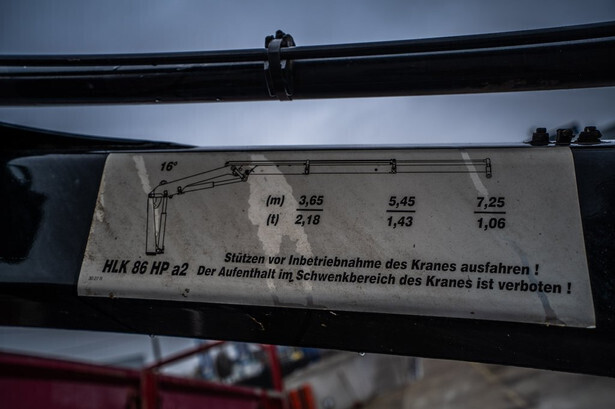 16°
(m) 3,65 5,45 7,25
(t) 2,18 1,43 1,06
HLK 86 HP a2
Stützen vor Inbetriebnahme des Kranes ausfahren !
Der Aufenthalt im Schwenkbereich des Kranes ist verboten !